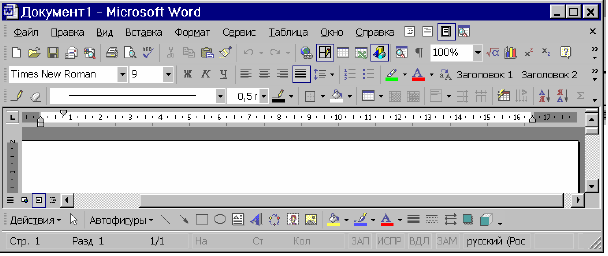 Документ1 - Microsoft Word
Файл Правка Вид Вставка Формат Сервис Таблица Окно Справка
100%
Times New Roman 9 Ж К Ч Заголовок 1 Заголовок 2
0,5 г
1 2 3 4 5 6 7 8 9 10 11 12 13 14 15 16 17
Действия Автофигуры
Стр. 1 Разд 1 1/1 На Ст Кол ЗАП ИСПР ВДЛ ЗАМ русский (Рос